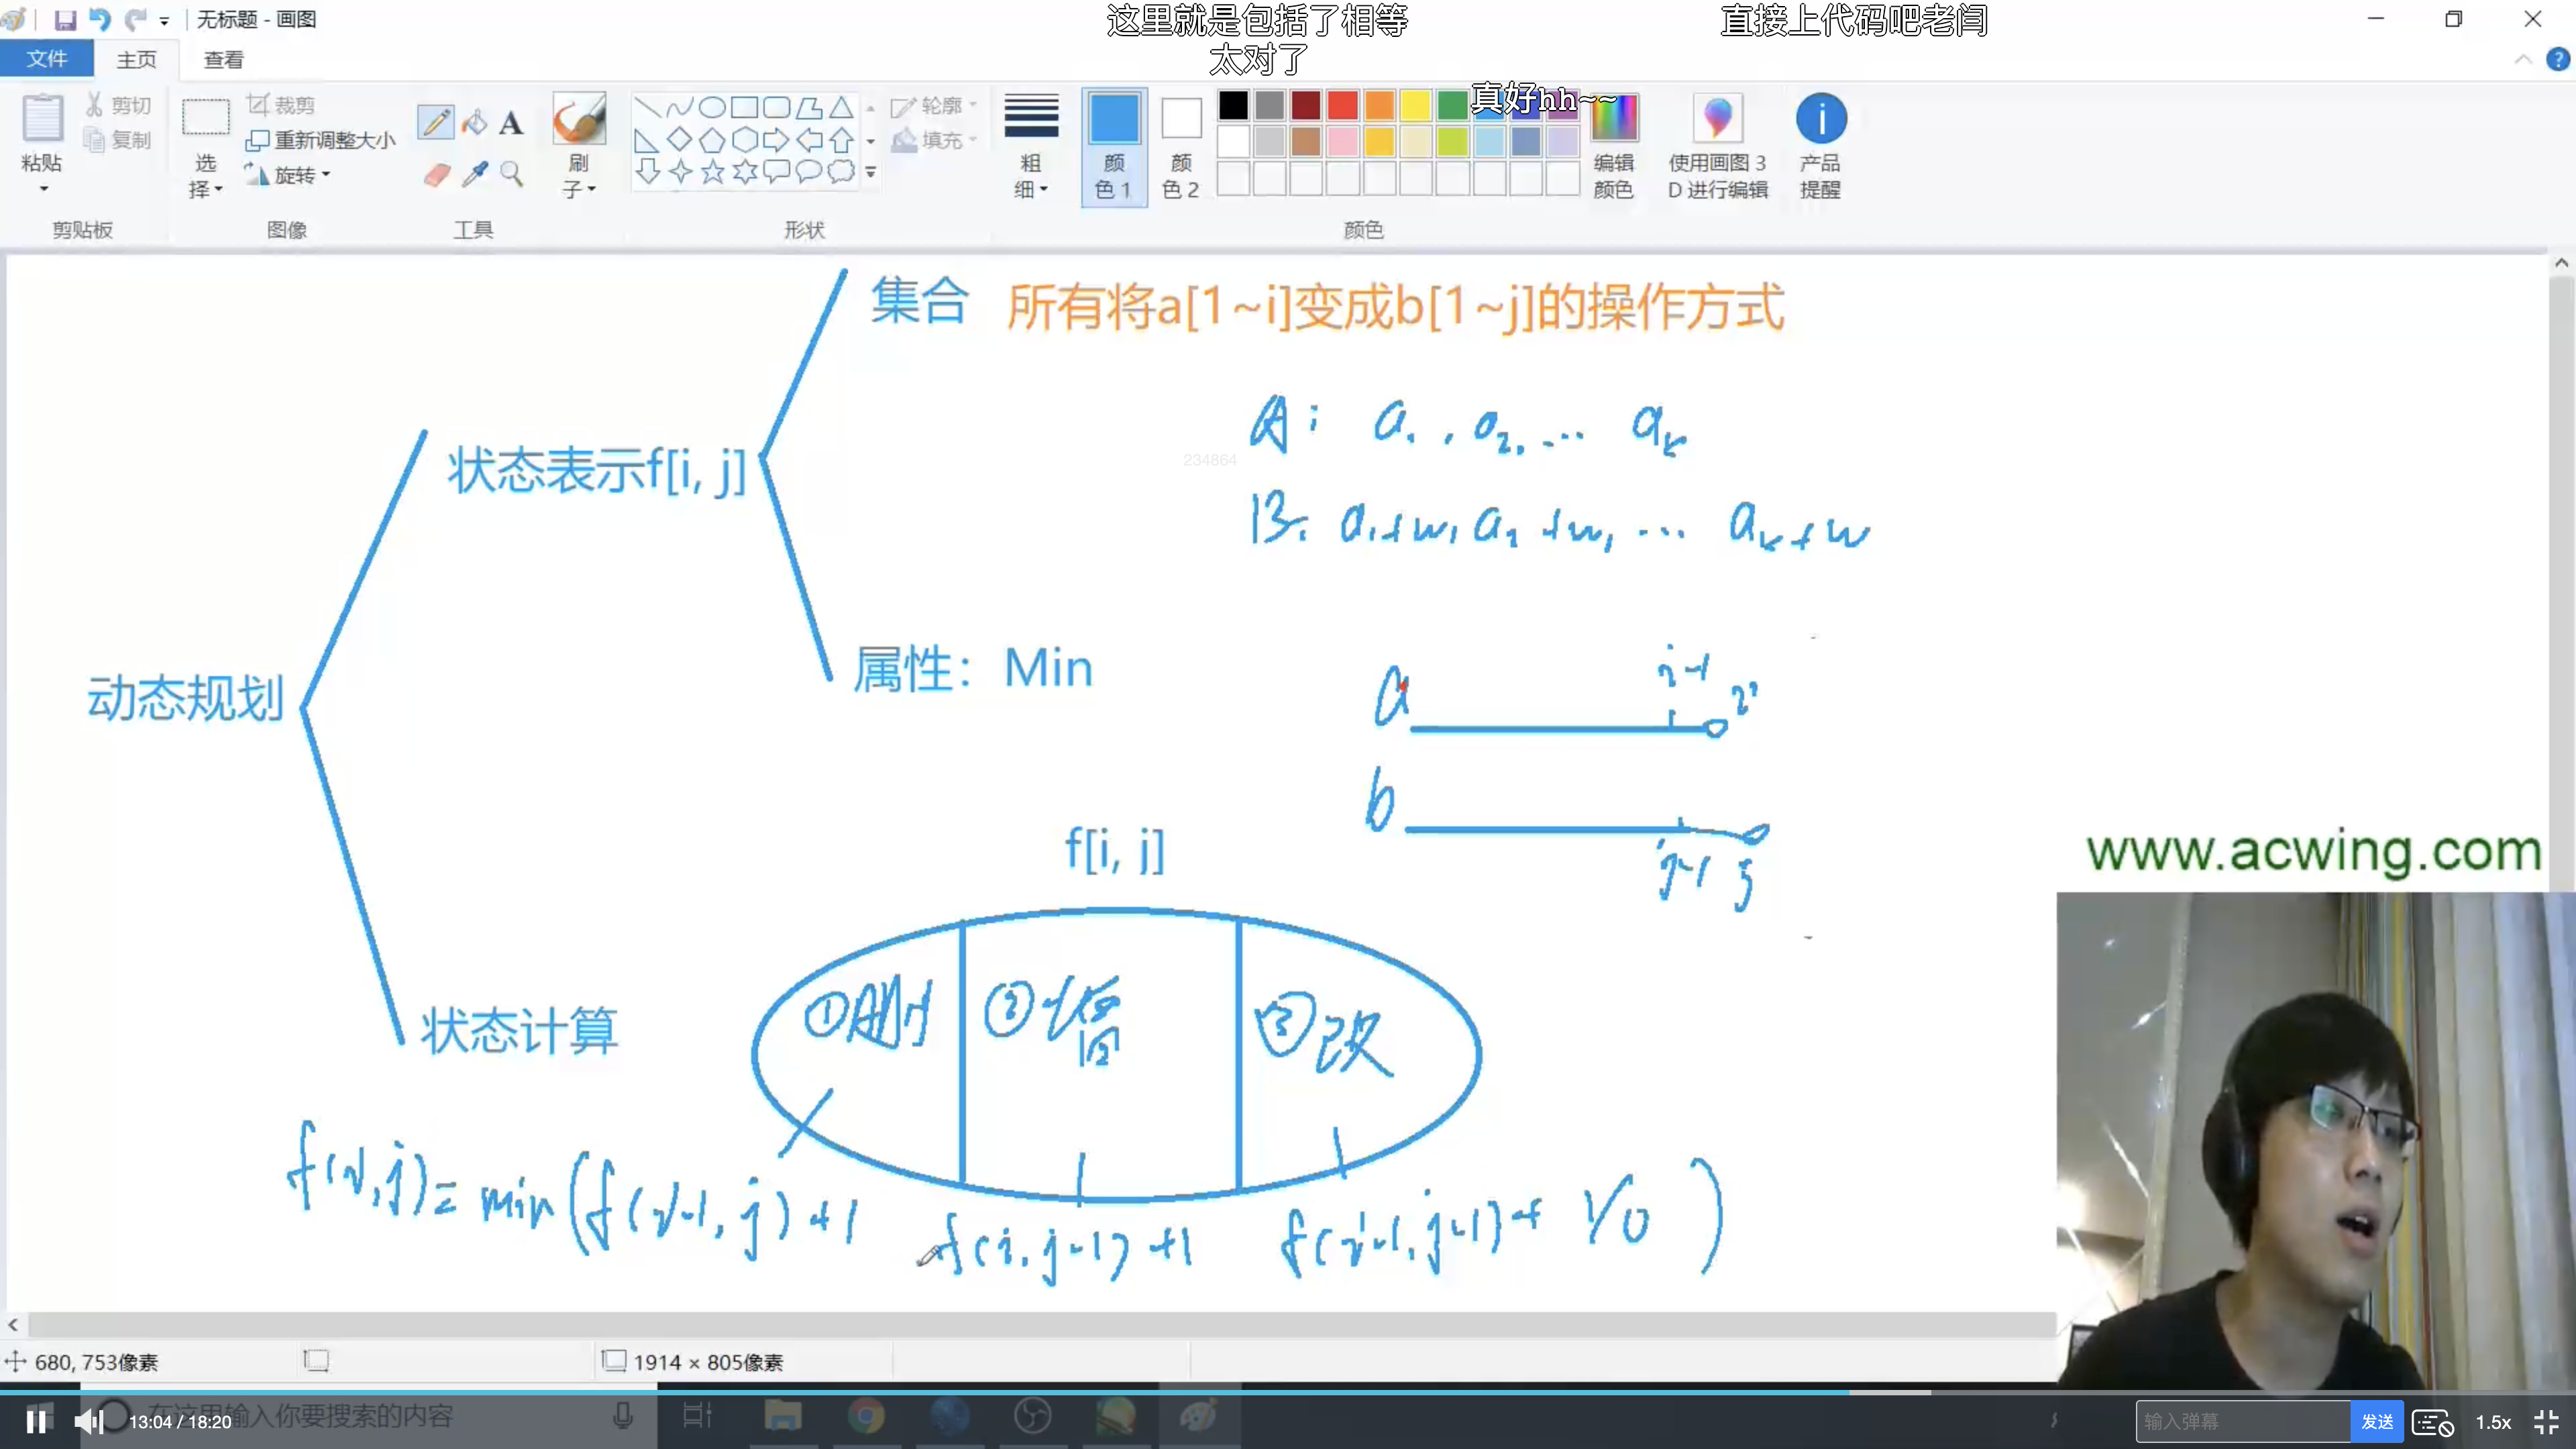 无标题 - 画图
这里就是包括了相等
直接上代码吧老闫
太对了
真好hh~~
文件 主页 查看
粘贴
剪切
复制
选择
裁剪
重新调整大小
旋转
A
刷子
轮廓
填充
粗细
颜色 1
颜色 2
编辑颜色
使用画图 3D 进行编辑
产品提醒
剪贴板 图像 工具 形状 颜色
集合 所有将a[1~i]变成b[1~j]的操作方式
A: a1, a2, ... ak
状态表示f[i, j]
234864
B: a1+w, a2+w, ... ak+w
动态规划
属性：Min
a i-1 i
b j-1 j
f[i, j]
www.acwing.com
状态计算
①删 ②增 ③改
f(i,j)= min(f(i-1, j)+1 f(i, j-1)+1 f(i-1, j-1)+ 1/0 )
680, 753像素
1914 × 805像素
在这里输入你要搜索的内容
13:04 / 18:20
输入弹幕
发送
1.5x